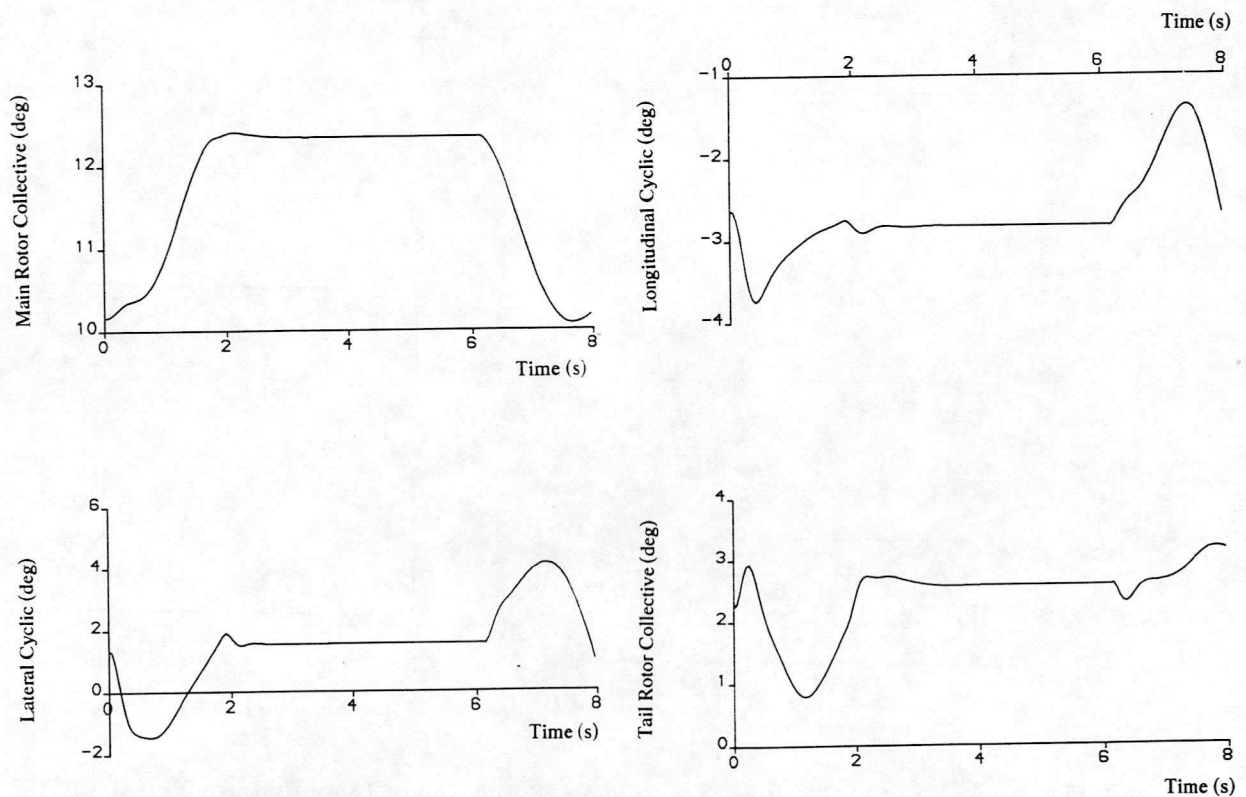 Main Rotor Collective (deg)
13
12
11
10
0 2 4 6 8
Time (s)
Time (s)
0 2 4 6 8
Longitudinal Cyclic (deg)
-1
-2
-3
-4
Lateral Cyclic (deg)
6
4
2
0
-2
0 2 4 6 8
Time (s)
Tail Rotor Collective (deg)
4
3
2
1
0
0 2 4 6 8
Time (s)